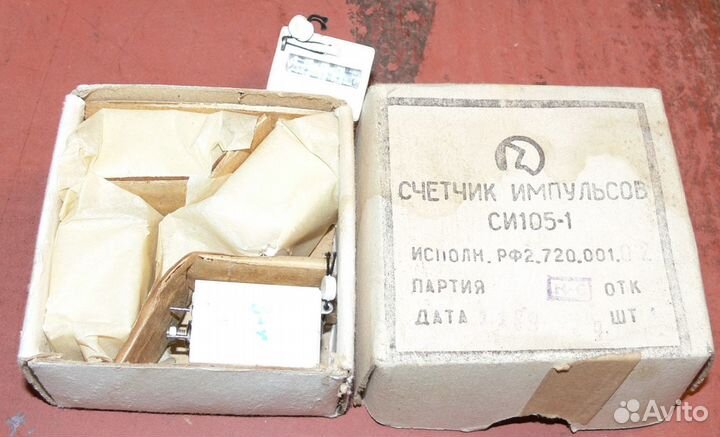 СЧЕТЧИК ИМПУЛЬСОВ
СИ105-1
ИСПОЛН. РФ2.720.001.
ПАРТИЯ ОТК
ДАТА ШТ
Avito